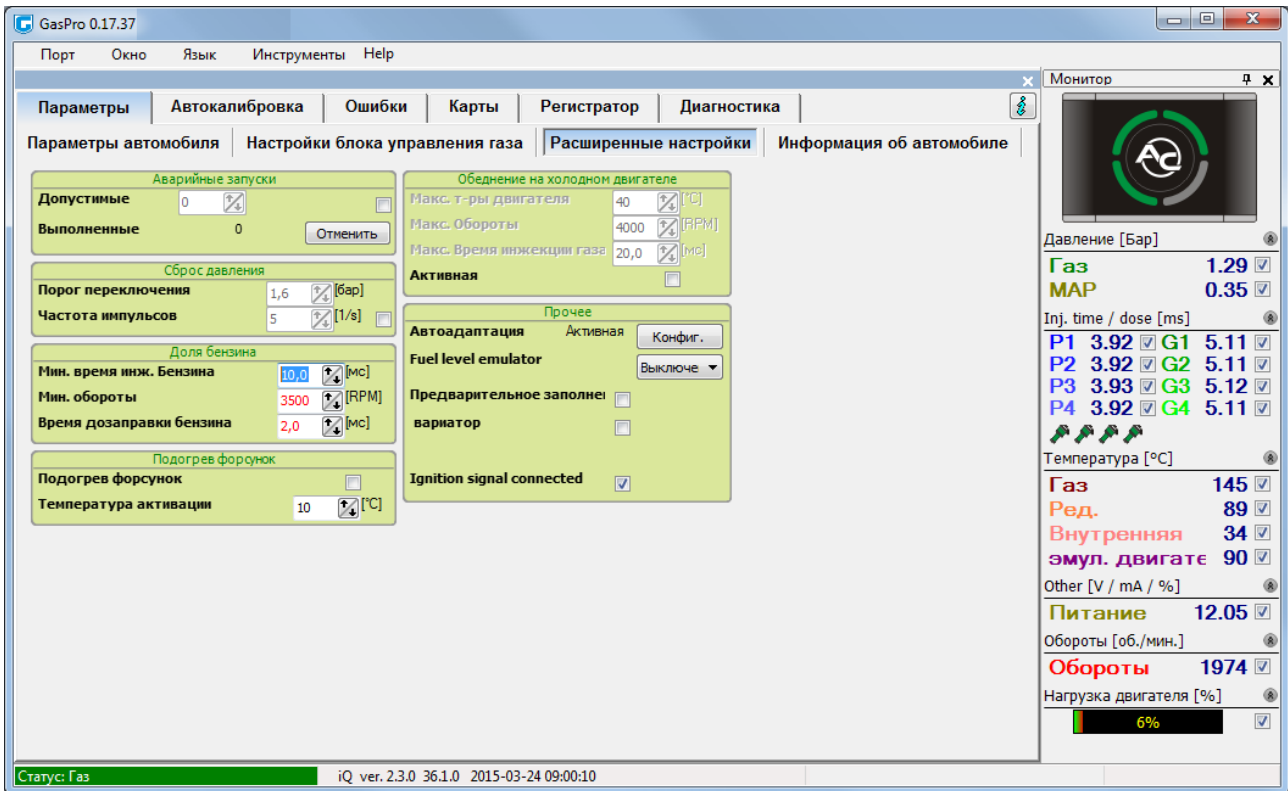 GasPro 0.17.37
Порт Окно Язык Инструменты Help
Параметры Автокалибровка Ошибки Карты Регистратор Диагностика
Параметры автомобиля Настройки блока управления газа Расширенные настройки Информация об автомобиле
Аварийные запуски
Допустимые 0
Выполненные 0 Отменить
Сброс давления
Порог переключения 1,6 [бар]
Частота импульсов 5 [1/s]
Доля бензина
Мин. время инж. Бензина 10,0 [мс]
Мин. обороты 3500 [RPM]
Время дозаправки бензина 2,0 [мс]
Подогрев форсунок
Подогрев форсунок
Температура активации 10 [°C]
Обеднение на холодном двигателе
Макс. т-ры двигателя 40 [°C]
Макс. Обороты 4000 [RPM]
Макс. Время инжекции газа 20,0 [мс]
Активная
Прочее
Автоадаптация Активная Конфиг.
Fuel level emulator Выключе
Предварительное заполнег
вариатор
Ignition signal connected
Монитор
AC
Давление [Бар]
Газ 1.29
MAP 0.35
Inj. time / dose [ms]
P1 3.92 G1 5.11
P2 3.92 G2 5.11
P3 3.93 G3 5.12
P4 3.92 G4 5.11
Температура [°C]
Газ 145
Ред. 89
Внутренняя 34
эмул. двигате 90
Other [V / mA / %]
Питание 12.05
Обороты [об./мин.]
Обороты 1974
Нагрузка двигателя [%]
6%
Статус: Газ iQ ver. 2.3.0 36.1.0 2015-03-24 09:00:10